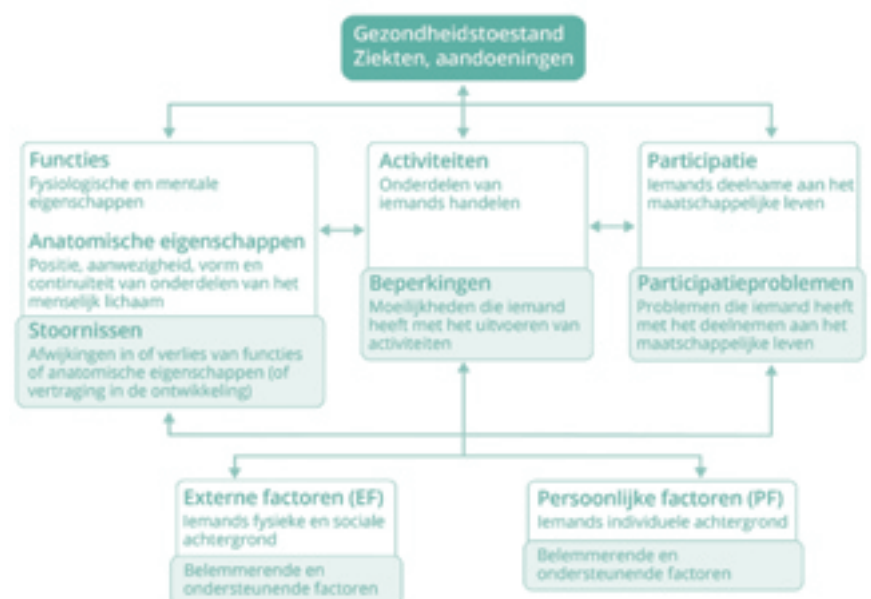 Gezondheidstoestand
Ziekten, aandoeningen
Functies
Fysiologische en mentale
eigenschappen
Anatomische eigenschappen
Positie, aanwezigheid, vorm en
continuïteit van onderdelen van het
menselijk lichaam
Stoornissen
Afwijkingen in of verlies van functies
of anatomische eigenschappen (of
vertraging in de ontwikkeling)
Activiteiten
Onderdelen van
iemands handelen
Beperkingen
Moeilijkheden die iemand
heeft met het uitvoeren van
activiteiten
Participatie
Iemands deelname aan het
maatschappelijke leven
Participatieproblemen
Problemen die iemand heeft
met het deelnemen aan het
maatschappelijke leven
Externe factoren (EF)
Iemands fysieke en sociale
achtergrond
Belemmerende en
ondersteunende factoren
Persoonlijke factoren (PF)
Iemands individuele achtergrond
Belemmerende en
ondersteunende factoren